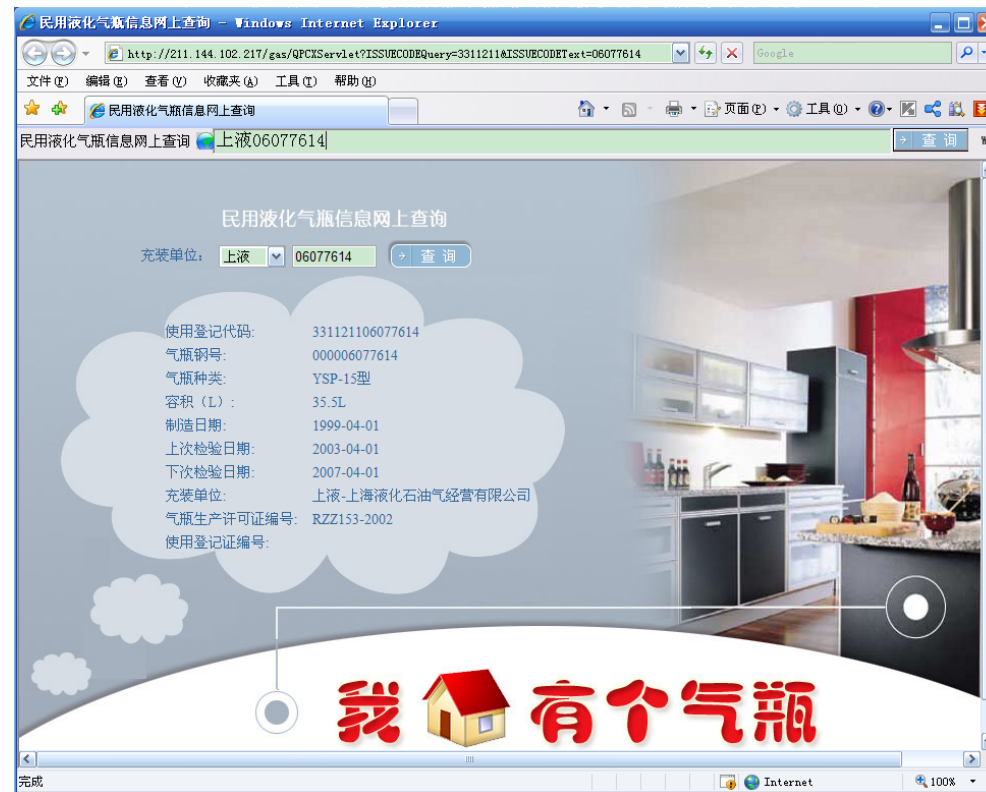 民用液化气瓶信息网上查询 - Windows Internet Explorer
http://211.144.102.217/gas/QPCXServlet?ISSUECODEQuery=3311211&ISSUECODEText=06077614
Google
文件(F) 编辑(E) 查看(V) 收藏夹(A) 工具(T) 帮助(H)
民用液化气瓶信息网上查询
页面(P) 工具(O)
民用液化气瓶信息网上查询 上液06077614 查 询
民用液化气瓶信息网上查询
充装单位: 上液 06077614 查 询
使用登记代码: 331121106077614
气瓶钢号: 000006077614
气瓶种类: YSP-15型
容积（L）: 35.5L
制造日期: 1999-04-01
上次检验日期: 2003-04-01
下次检验日期: 2007-04-01
充装单位: 上液-上海液化石油气经营有限公司
气瓶生产许可证编号: RZZ153-2002
使用登记证编号:
我 有个气瓶
完成 Internet 100%